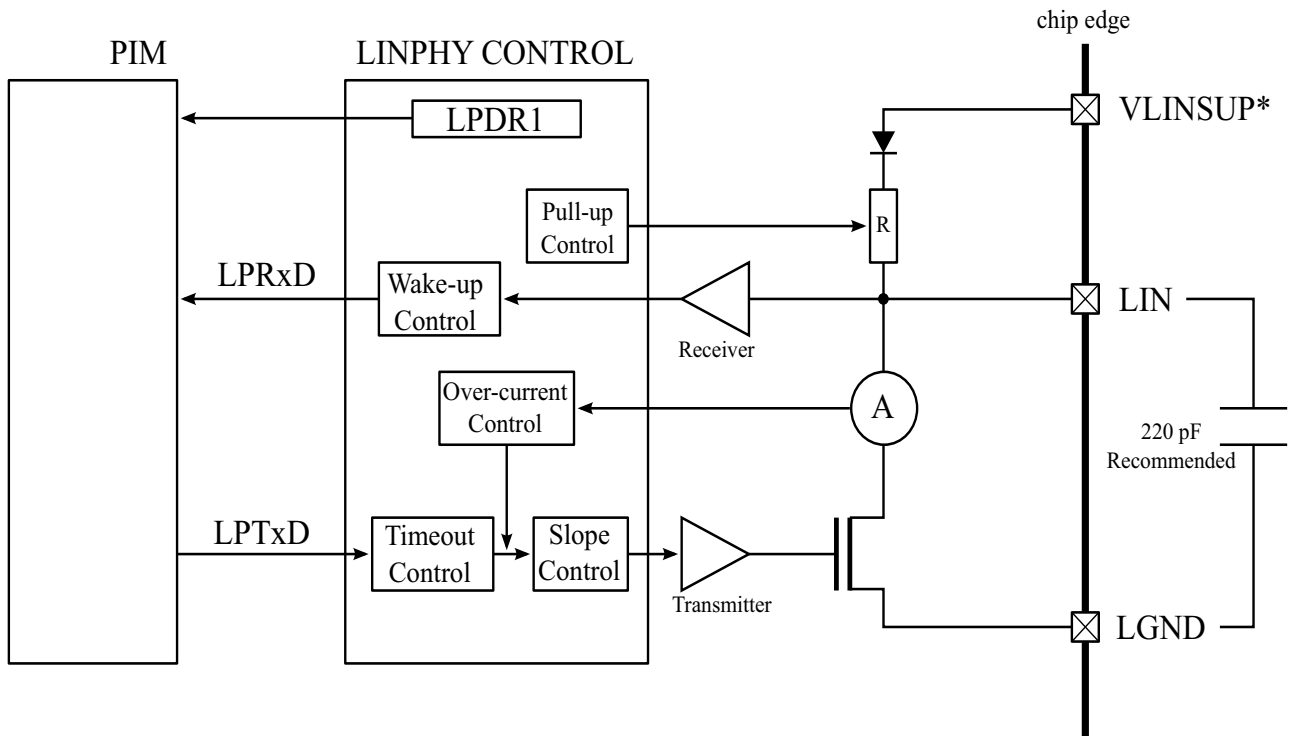 chip edge
PIM
LINPHY CONTROL
VLINSUP*
LPDR1
Pull-up
Control
R
LPRxD
Wake-up
Control
Receiver
LIN
Over-current
Control
A
220 pF
Recommended
LPTxD
Timeout
Control
Slope
Control
Transmitter
LGND